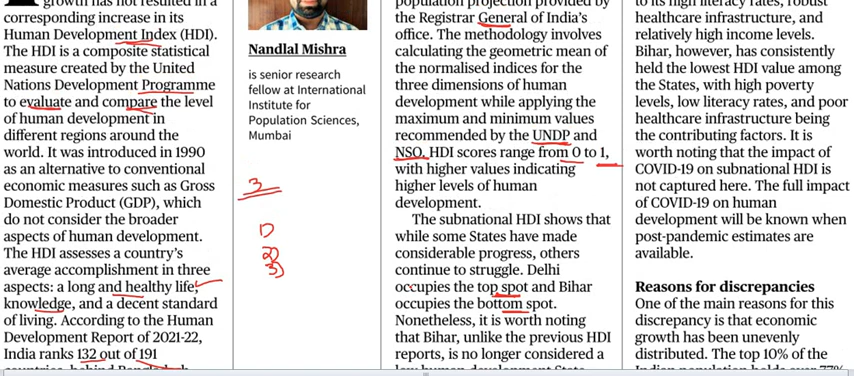 growth has not resulted in a
corresponding increase in its
Human Development Index (HDI).
The HDI is a composite statistical
measure created by the United
Nations Development Programme
to evaluate and compare the level
of human development in
different regions around the
world. It was introduced in 1990
as an alternative to conventional
economic measures such as Gross
Domestic Product (GDP), which
do not consider the broader
aspects of human development.
The HDI assesses a country's
average accomplishment in three
aspects: a long and healthy life,
knowledge, and a decent standard
of living. According to the Human
Development Report of 2021-22,
India ranks 132 out of 191
Nandlal Mishra
is senior research
fellow at International
Institute for
Population Sciences,
Mumbai
3
1)
2)
3)
population projection provided by
the Registrar General of India's
office. The methodology involves
calculating the geometric mean of
the normalised indices for the
three dimensions of human
development while applying the
maximum and minimum values
recommended by the UNDP and
NSO. HDI scores range from 0 to 1,
with higher values indicating
higher levels of human
development.
The subnational HDI shows that
while some States have made
considerable progress, others
continue to struggle. Delhi
occupies the top spot and Bihar
occupies the bottom spot.
Nonetheless, it is worth noting
that Bihar, unlike the previous HDI
reports, is no longer considered a
to its high literacy rates, robust
healthcare infrastructure, and
relatively high income levels.
Bihar, however, has consistently
held the lowest HDI value among
the States, with high poverty
levels, low literacy rates, and poor
healthcare infrastructure being
the contributing factors. It is
worth noting that the impact of
COVID-19 on subnational HDI is
not captured here. The full impact
of COVID-19 on human
development will be known when
post-pandemic estimates are
available.
Reasons for discrepancies
One of the main reasons for this
discrepancy is that economic
growth has been unevenly
distributed. The top 10% of the